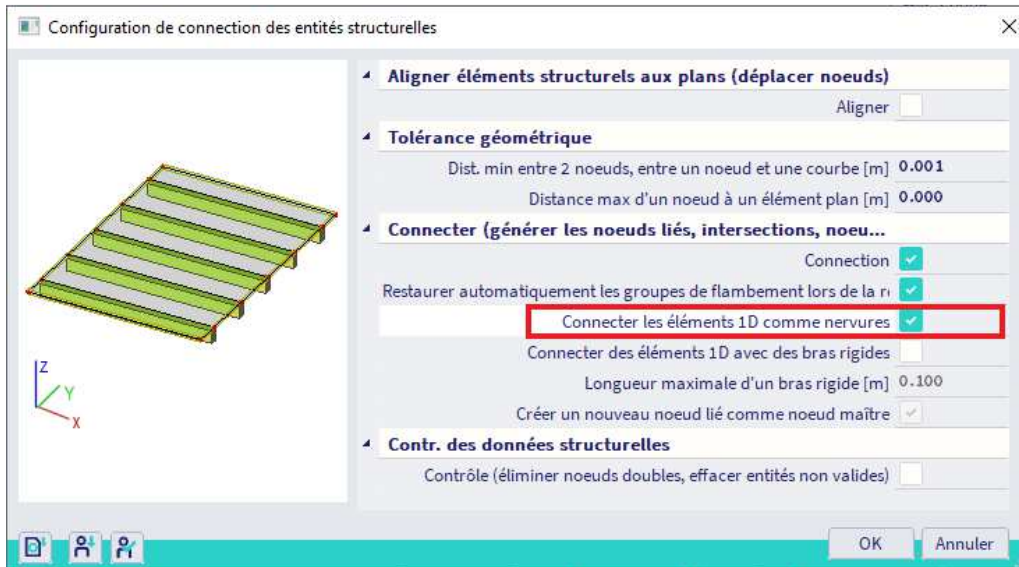 Configuration de connection des entités structurelles
Aligner éléments structurels aux plans (déplacer noeuds)
Aligner
Tolérance géométrique
Dist. min entre 2 noeuds, entre un noeud et une courbe [m] 0.001
Distance max d'un noeud à un élément plan [m] 0.000
Connecter (générer les noeuds liés, intersections, noeu...
Connection
Restaurer automatiquement les groupes de flambement lors de la
Connecter les éléments 1D comme nervures
Connecter des éléments 1D avec des bras rigides
Longueur maximale d'un bras rigide [m] 0.100
Créer un nouveau noeud lié comme noeud maître
Contr. des données structurelles
Contrôle (éliminer noeuds doubles, effacer entités non valides)
Z
Y
X
OK Annuler